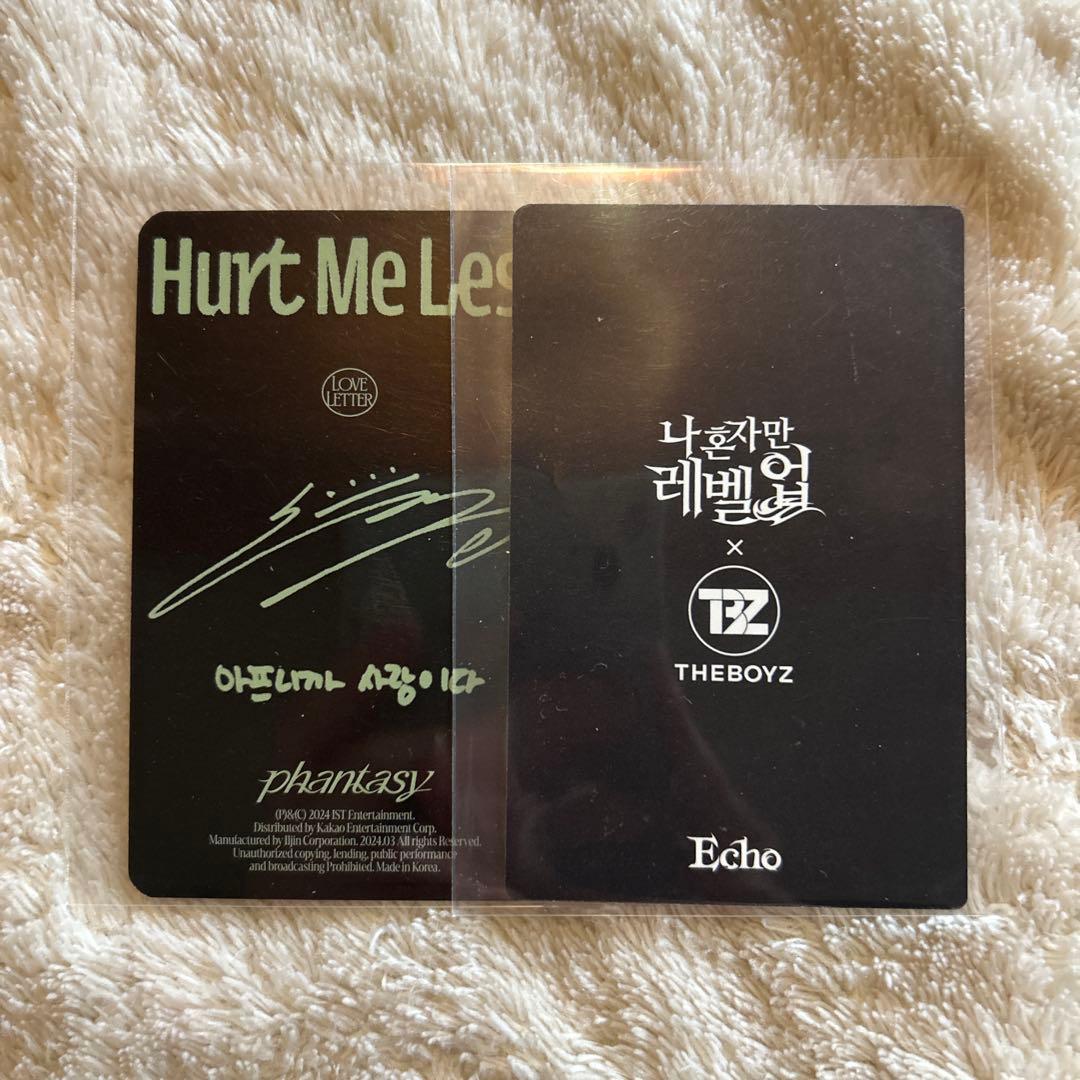 Hurt Me Les
LOVE
LETTER
아프니까 사랑이다
phantasy
(P)&(C) 2024 IST Entertainment.
Distributed by Kakao Entertainment Corp.
Manufactured by Iljin Corporation. 2024.03 All rights Reserved.
Unauthorized copying, lending, public performance
and broadcasting Prohibited. Made in Korea.
나 혼자만
레벨업
×
TBZ
THEBOYZ
Echo